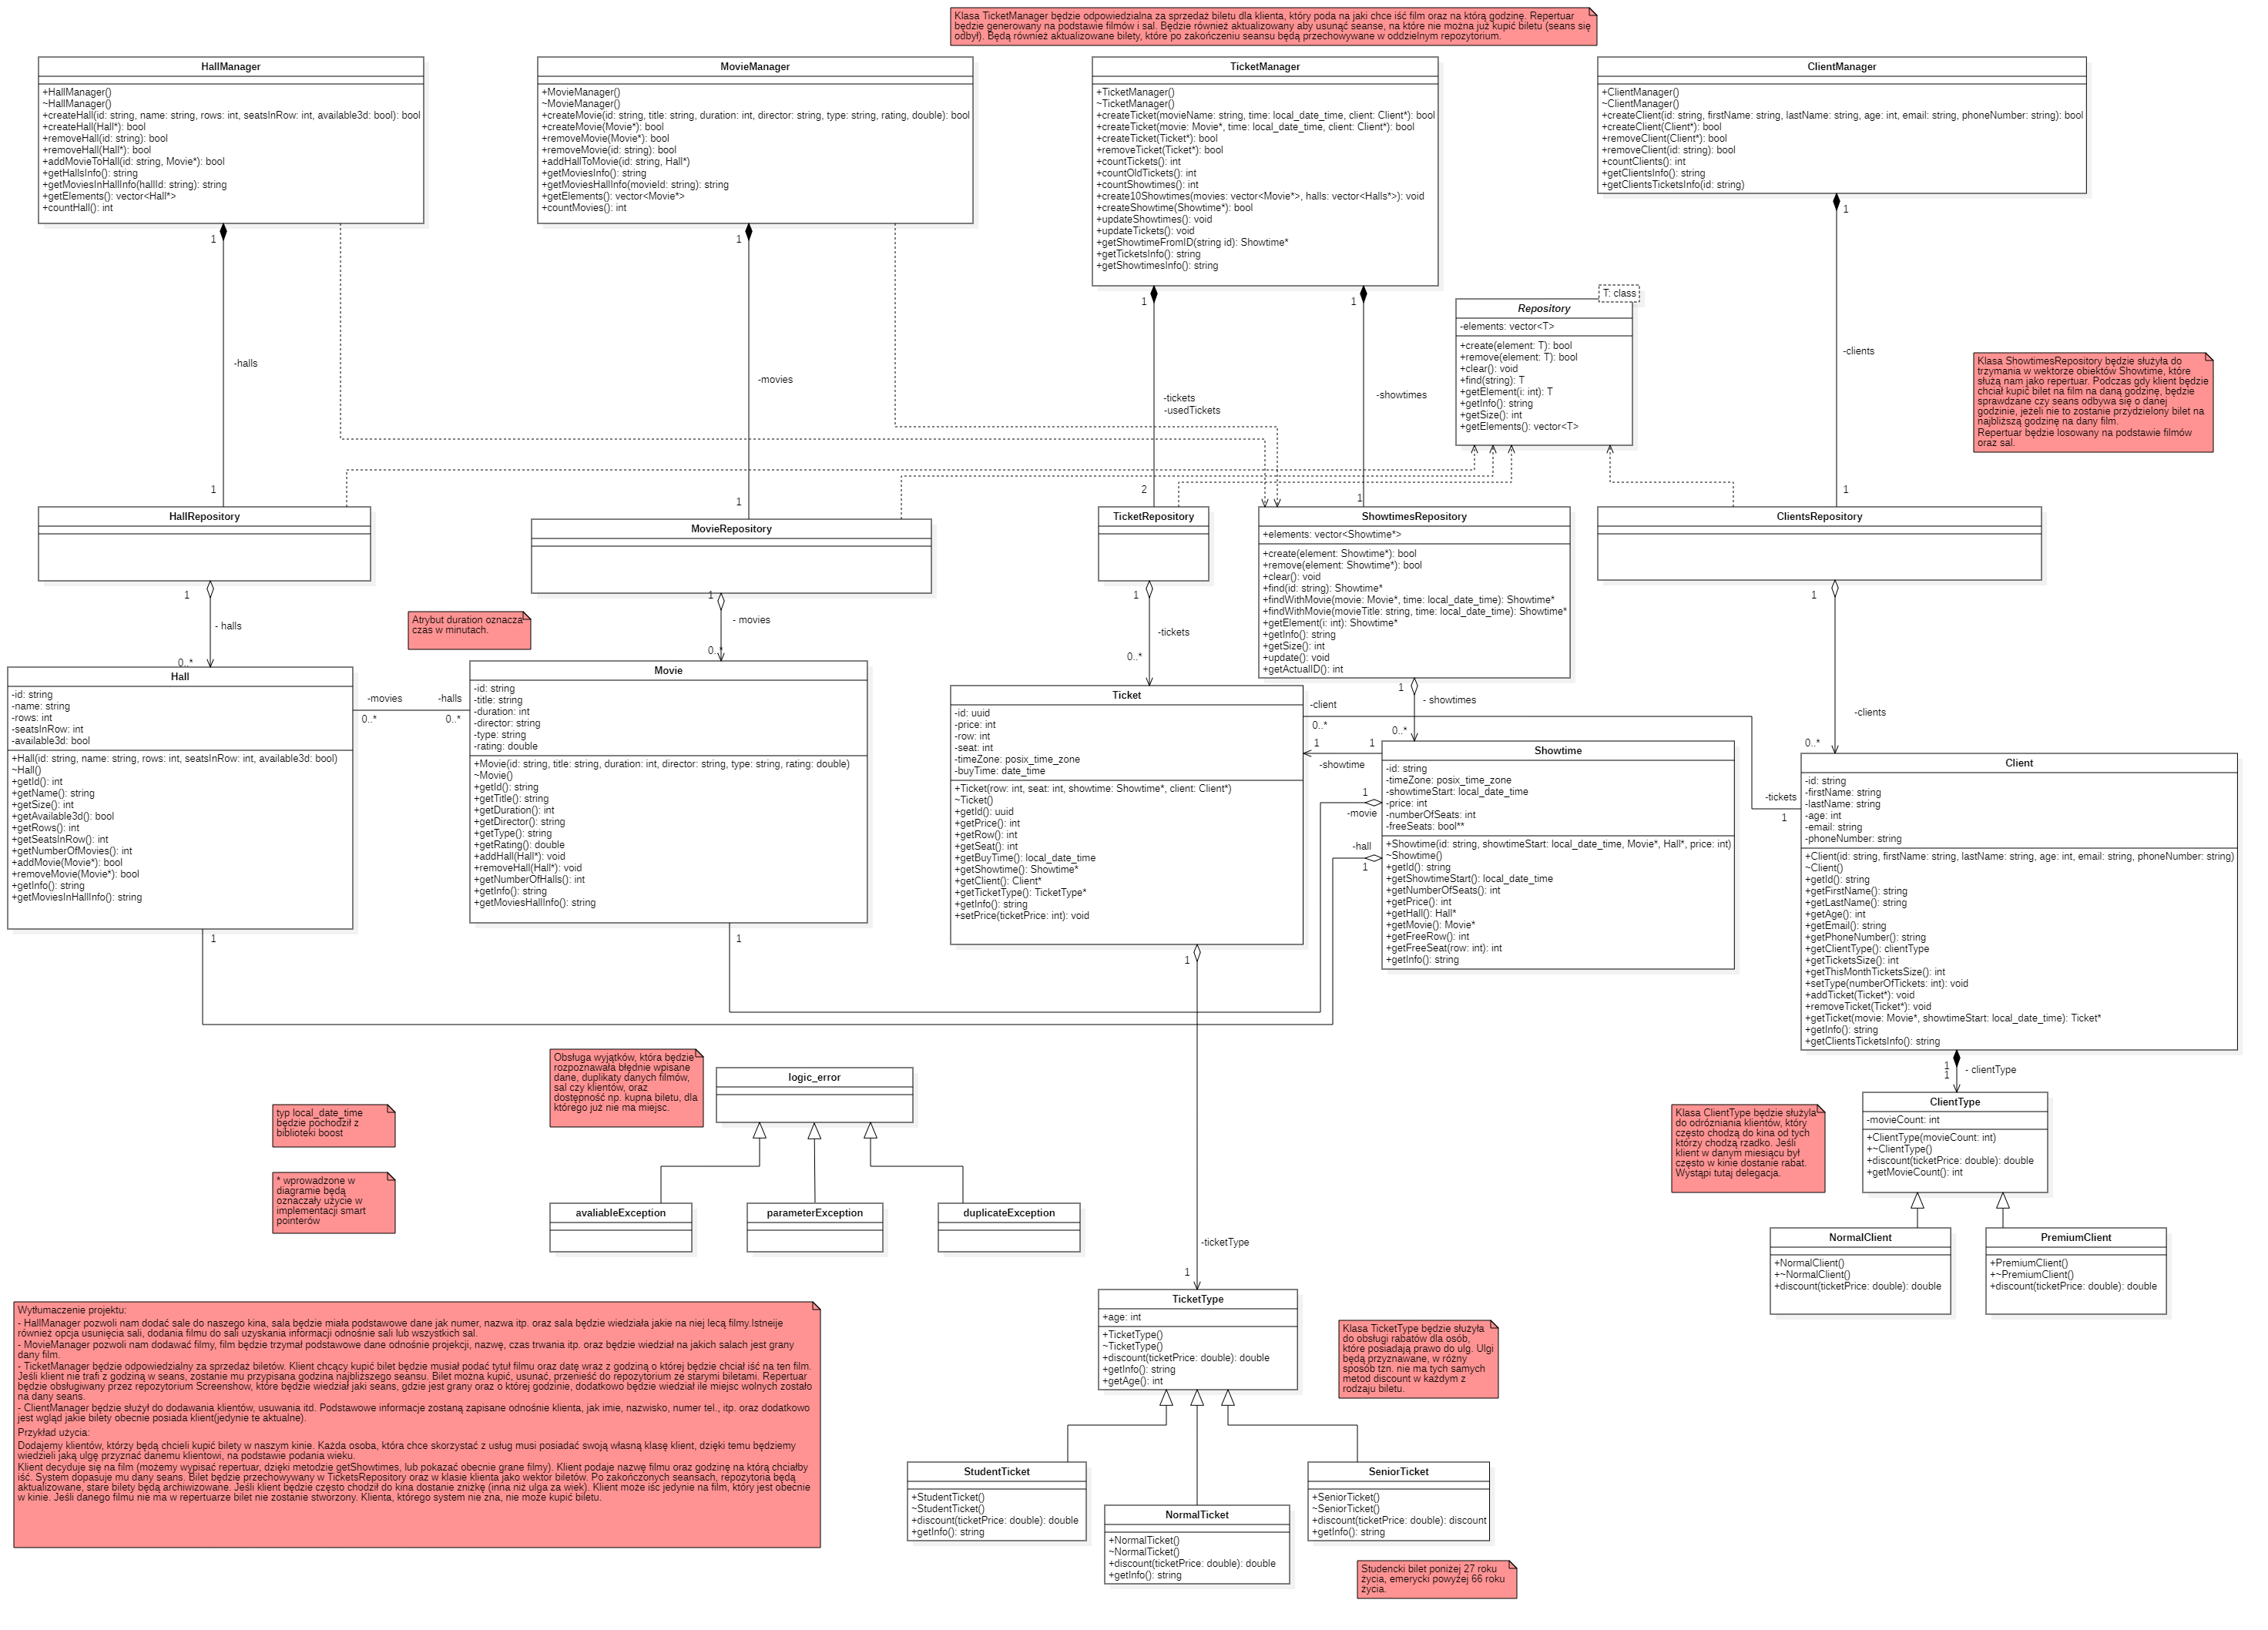 Klasa TicketManager będzie odpowiedzialna za sprzedaż biletu dla klienta, który poda na jaki chce iść film oraz na którą godzinę. Repertuar
będzie generowany na podstawie filmów i sal. Będzie również aktualizowany aby usunąć seanse, na które nie można już kupić biletu (seans się
odbył). Będą również aktualizowane bilety, które po zakończeniu seansu będą przechowywane w oddzielnym repozytorium.
HallManager
+HallManager()
~HallManager()
+createHall(id: string, name: string, rows: int, seatsInRow: int, available3d: bool): bool
+createHall(Hall*): bool
+removeHall(id: string): bool
+removeHall(Hall*): bool
+addMovieToHall(id: string, Movie*): bool
+getHallsInfo(): string
+getMoviesInHallInfo(hallId: string): string
+getElements(): vector<Hall*>
+countHall(): int
MovieManager
+MovieManager()
~MovieManager()
+createMovie(id: string, title: string, duration: int, director: string, type: string, rating, double): bool
+createMovie(Movie*): bool
+removeMovie(Movie*): bool
+removeMovie(id: string): bool
+addHallToMovie(id: string, Hall*)
+getMoviesInfo(): string
+getMoviesHallInfo(movieId: string): string
+getElements(): vector<Movie*>
+countMovies(): int
TicketManager
+TicketManager()
~TicketManager()
+createTicket(movieName: string, time: local_date_time, client: Client*): bool
+createTicket(movie: Movie*, time: local_date_time, client: Client*): bool
+createTicket(Ticket*): bool
+removeTicket(Ticket*): bool
+countTickets(): int
+countOldTickets(): int
+countShowtimes(): int
+create10Showtimes(movies: vector<Movie*>, halls: vector<Halls*>): void
+createShowtime(Showtime*): bool
+updateShowtimes(): void
+updateTickets(): void
+getShowtimeFromID(string id): Showtime*
+getTicketsInfo(): string
+getShowtimesInfo(): string
ClientManager
+ClientManager()
~ClientManager()
+createClient(id: string, firstName: string, lastName: string, age: int, email: string, phoneNumber: string): bool
+createClient(Client*): bool
+removeClient(Client*): bool
+removeClient(id: string): bool
+countClients(): int
+getClientsInfo(): string
+getClientsTicketsInfo(id: string)
1
1
1
1
1
T: class
Repository
-elements: vector<T>
+create(element: T): bool
+remove(element: T): bool
+clear(): void
+find(string): T
+getElement(i: int): T
+getInfo(): string
+getSize(): int
+getElements(): vector<T>
-halls
-movies
-tickets
-usedTickets
-showtimes
-clients
Klasa ShowtimesRepository będzie służyła do
trzymania w wektorze obiektów Showtime, które
służą nam jako repertuar. Podczas gdy klient będzie
chciał kupić bilet na film na daną godzinę, będzie
sprawdzane czy seans odbywa się o danej
godzinie, jeżeli nie to zostanie przydzielony bilet na
najbliższą godzinę na dany film.
Repertuar będzie losowany na podstawie filmów
oraz sal.
1
1
2
1
1
HallRepository
MovieRepository
TicketRepository
ShowtimesRepository
+elements: vector<Showtime*>
+create(element: Showtime*): bool
+remove(element: Showtime*): bool
+clear(): void
+find(id: string): Showtime*
+findWithMovie(movie: Movie*, time: local_date_time): Showtime*
+findWithMovie(movieTitle: string, time: local_date_time): Showtime*
+getElement(i: int): Showtime*
+getInfo(): string
+getSize(): int
+update(): void
+getActualID(): int
ClientsRepository
1
- halls
0..*
Atrybut duration oznacza
czas w minutach.
1
- movies
0..*
1
-tickets
0..*
1
- showtimes
0..*
1
-clients
0..*
Hall
-id: string
-name: string
-rows: int
-seatsInRow: int
-available3d: bool
+Hall(id: string, name: string, rows: int, seatsInRow: int, available3d: bool)
~Hall()
+getId(): int
+getName(): string
+getSize(): int
+getAvailable3d(): bool
+getRows(): int
+getSeatsInRow(): int
+getNumberOfMovies(): int
+addMovie(Movie*): bool
+removeMovie(Movie*): bool
+getInfo(): string
+getMoviesInHallInfo(): string
-movies
-halls
0..*
0..*
Movie
-id: string
-title: string
-duration: int
-director: string
-type: string
-rating: double
+Movie(id: string, title: string, duration: int, director: string, type: string, rating: double)
~Movie()
+getId(): string
+getTitle(): string
+getDuration(): int
+getDirector(): string
+getType(): string
+getRating(): double
+addHall(Hall*): void
+removeHall(Hall*): void
+getNumberOfHalls(): int
+getInfo(): string
+getMoviesHallInfo(): string
Ticket
-id: uuid
-price: int
-row: int
-seat: int
-timeZone: posix_time_zone
-buyTime: date_time
+Ticket(row: int, seat: int, showtime: Showtime*, client: Client*)
~Ticket()
+getId(): uuid
+getPrice(): int
+getRow(): int
+getSeat(): int
+getBuyTime(): local_date_time
+getShowtime(): Showtime*
+getClient(): Client*
+getTicketType(): TicketType*
+getInfo(): string
+setPrice(ticketPrice: int): void
-client
0..*
1
1
-showtime
1
-movie
-hall
1
Showtime
-id: string
-timeZone: posix_time_zone
-showtimeStart: local_date_time
-price: int
-numberOfSeats: int
-freeSeats: bool**
+Showtime(id: string, showtimeStart: local_date_time, Movie*, Hall*, price: int)
~Showtime()
+getId(): string
+getShowtimeStart(): local_date_time
+getNumberOfSeats(): int
+getPrice(): int
+getHall(): Hall*
+getMovie(): Movie*
+getFreeRow(): int
+getFreeSeat(row: int): int
+getInfo(): string
-tickets
1
Client
-id: string
-firstName: string
-lastName: string
-age: int
-email: string
-phoneNumber: string
+Client(id: string, firstName: string, lastName: string, age: int, email: string, phoneNumber: string)
~Client()
+getId(): string
+getFirstName(): string
+getLastName(): string
+getAge(): int
+getEmail(): string
+getPhoneNumber(): string
+getClientType(): clientType
+getTicketsSize(): int
+getThisMonthTicketsSize(): int
+setType(numberOfTickets: int): void
+addTicket(Ticket*): void
+removeTicket(Ticket*): void
+getTicket(movie: Movie*, showtimeStart: local_date_time): Ticket*
+getInfo(): string
+getClientsTicketsInfo(): string
1
1
1
1
1
- clientType
Obsługa wyjątków, która będzie
rozpoznawała błędnie wpisane
dane, duplikaty danych filmów,
sal czy klientów, oraz
dostępność np. kupna biletu, dla
którego już nie ma miejsc.
logic_error
typ local_date_time
będzie pochodził z
biblioteki boost
* wprowadzone w
diagramie będą
oznaczały użycie w
implementacji smart
pointerów
avaliableException
parameterException
duplicateException
Klasa ClientType będzie służyla
do odróżniania klientów, który
często chodzą do kina od tych
którzy chodzą rzadko. Jeśli
klient w danym miesiącu był
często w kinie dostanie rabat.
Wystąpi tutaj delegacja.
ClientType
-movieCount: int
+ClientType(movieCount: int)
+~ClientType()
+discount(ticketPrice: double): double
+getMovieCount(): int
NormalClient
+NormalClient()
+~NormalClient()
+discount(ticketPrice: double): double
PremiumClient
+PremiumClient()
+~PremiumClient()
+discount(ticketPrice: double): double
-ticketType
1
TicketType
+age: int
+TicketType()
~TicketType()
+discount(ticketPrice: double): double
+getInfo(): string
+getAge(): int
Klasa TicketType będzie służyła
do obsługi rabatów dla osób,
które posiadają prawo do ulg. Ulgi
będą przyznawane, w różny
sposób tzn. nie ma tych samych
metod discount w każdym z
rodzaju biletu.
Wytłumaczenie projektu:
- HallManager pozwoli nam dodać sale do naszego kina, sala będzie miała podstawowe dane jak numer, nazwa itp. oraz sala będzie wiedziała jakie na niej lecą filmy.Istneije
również opcja usunięcia sali, dodania filmu do sali uzyskania informacji odnośnie sali lub wszystkich sal.
- MovieManager pozwoli nam dodawać filmy, film będzie trzymał podstawowe dane odnośnie projekcji, nazwę, czas trwania itp. oraz będzie wiedział na jakich salach jest grany
dany film.
- TicketManager będzie odpowiedzialny za sprzedaż biletów. Klient chcący kupić bilet będzie musiał podać tytuł filmu oraz datę wraz z godziną o której będzie chciał iść na ten film.
Jeśli klient nie trafi z godziną w seans, zostanie mu przypisana godzina najbliższego seansu. Bilet można kupić, usunać, przenieść do repozytorium ze starymi biletami. Repertuar
będzie obsługiwany przez repozytorium Screenshow, które będzie wiedział jaki seans, gdzie jest grany oraz o której godzinie, dodatkowo będzie wiedział ile miejsc wolnych zostało
na dany seans.
- ClientManager będzie służył do dodawania klientów, usuwania itd. Podstawowe informacje zostaną zapisane odnośnie klienta, jak imie, nazwisko, numer tel., itp. oraz dodatkowo
jest wgląd jakie bilety obecnie posiada klient(jedynie te aktualne).
Przykład użycia:
Dodajemy klientów, którzy będą chcieli kupić bilety w naszym kinie. Każda osoba, która chce skorzystać z usług musi posiadać swoją własną klasę klient, dzięki temu będziemy
wiedzieli jaką ulgę przyznać danemu klientowi, na podstawie podania wieku.
Klient decyduje się na film (możemy wypisać repertuar, dzięki metodzie getShowtimes, lub pokazać obecnie grane filmy). Klient podaje nazwę filmu oraz godzinę na którą chciałby
iść. System dopasuje mu dany seans. Bilet będzie przechowywany w TicketsRepository oraz w klasie klienta jako wektor biletów. Po zakończonych seansach, repozytoria będą
aktualizowane, stare bilety będą archiwizowane. Jeśli klient będzie często chodził do kina dostanie zniżkę (inna niż ulga za wiek). Klient może iśc jedynie na film, który jest obecnie
w kinie. Jeśli danego filmu nie ma w repertuarze bilet nie zostanie stworzony. Klienta, którego system nie zna, nie może kupić biletu.
StudentTicket
+StudentTicket()
~StudentTicket()
+discount(ticketPrice: double): double
+getInfo(): string
NormalTicket
+NormalTicket()
~NormalTicket()
+discount(ticketPrice: double): double
+getInfo(): string
SeniorTicket
+SeniorTicket()
~SeniorTicket()
+discount(ticketPrice: double): discount
+getInfo(): string
Studencki bilet poniżej 27 roku
życia, emerycki powyżej 66 roku
życia.